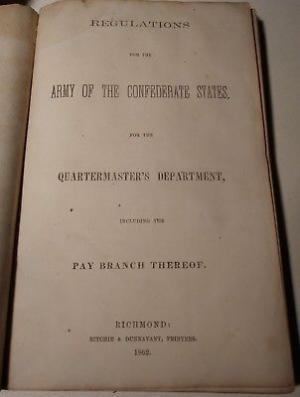 REGULATIONS
FOR THE
ARMY OF THE CONFEDERATE STATES,
FOR THE
QUARTERMASTER'S DEPARTMENT,
INCLUDING THE
PAY BRANCH THEREOF.
RICHMOND:
RITCHIE & DUNNAVANT, PRINTERS.
1862.